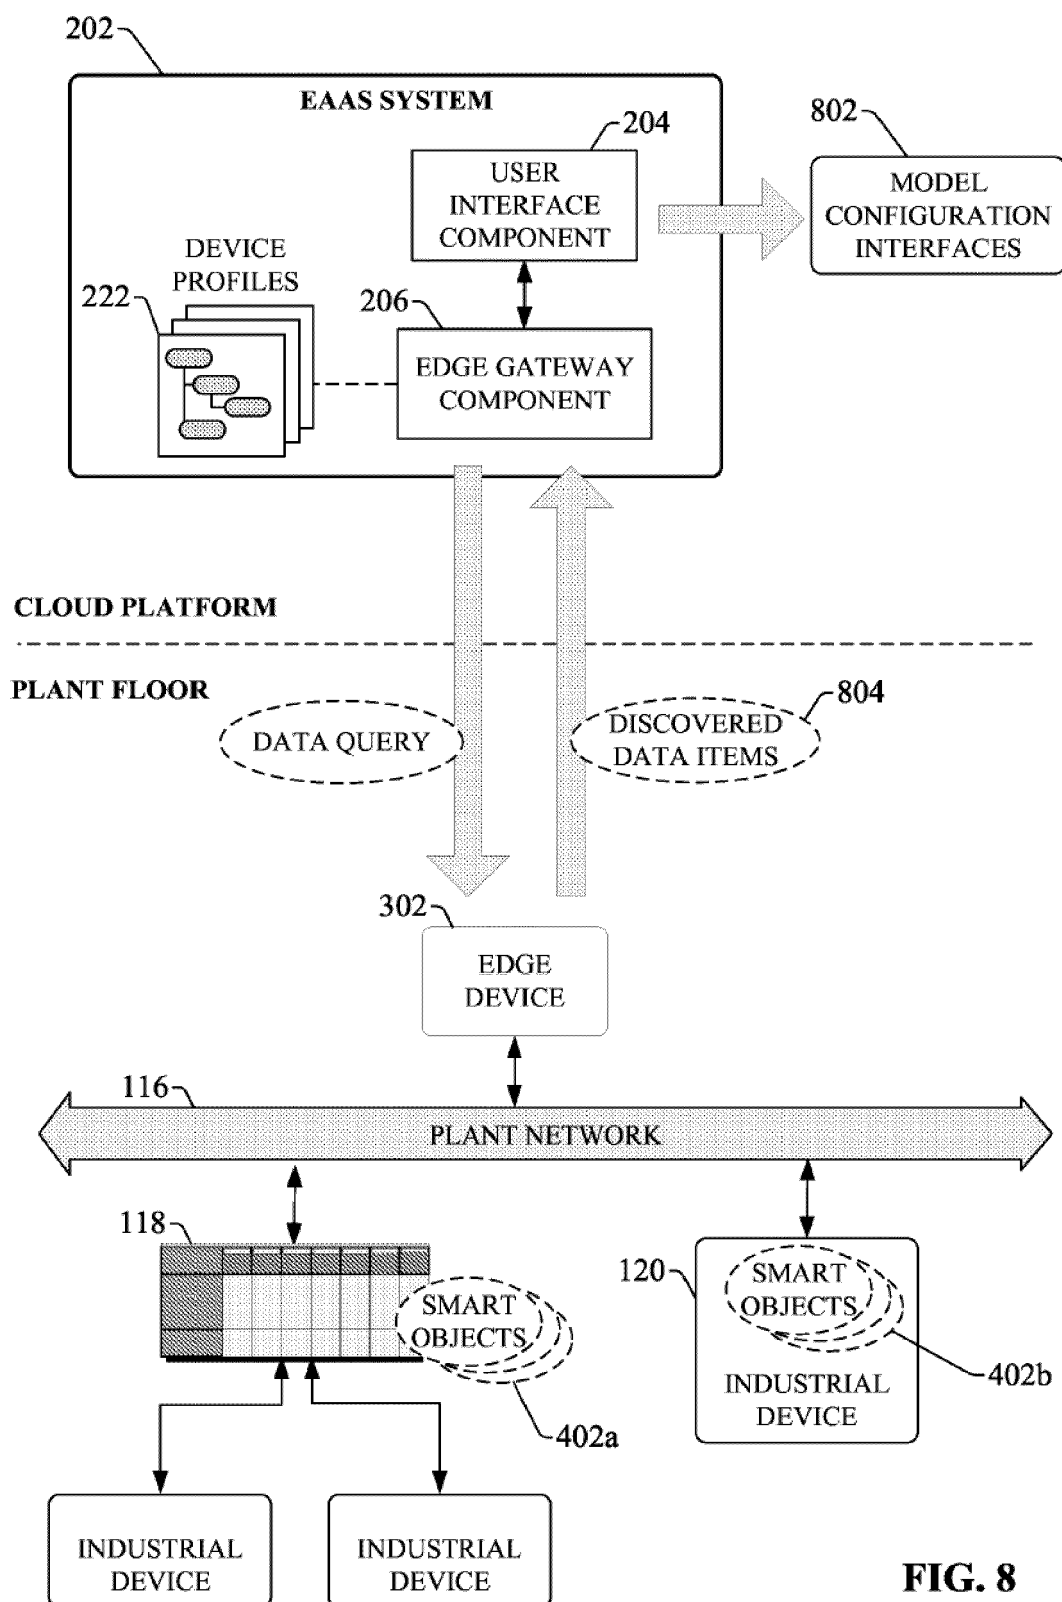 202
EAAS SYSTEM
204
802
USER
INTERFACE
COMPONENT
MODEL
CONFIGURATION
INTERFACES
DEVICE
PROFILES
222
206
EDGE GATEWAY
COMPONENT
CLOUD PLATFORM
PLANT FLOOR
804
DATA QUERY
DISCOVERED
DATA ITEMS
302
EDGE
DEVICE
116
PLANT NETWORK
118
SMART
OBJECTS
402a
120
SMART
OBJECTS
402b
INDUSTRIAL
DEVICE
INDUSTRIAL
DEVICE
INDUSTRIAL
DEVICE
FIG. 8